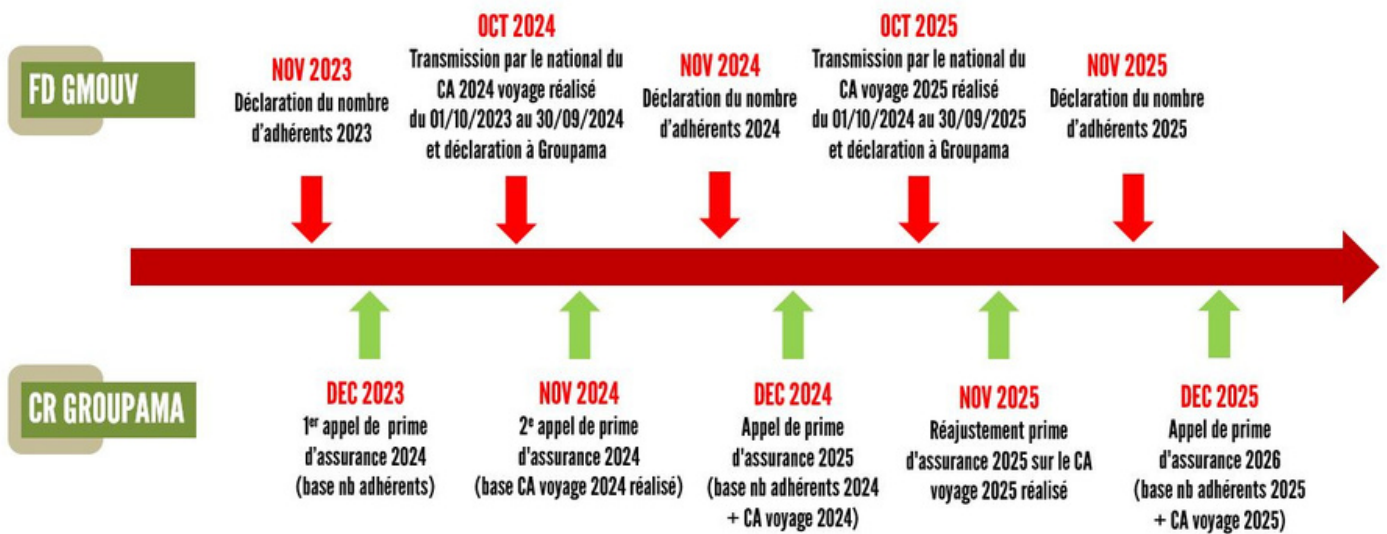 FD GMOUV
NOV 2023
Déclaration du nombre
d'adhérents 2023
OCT 2024
Transmission par le national du
CA 2024 voyage réalisé
du 01/10/2023 au 30/09/2024
et déclaration à Groupama
NOV 2024
Déclaration du nombre
d'adhérents 2024
OCT 2025
Transmission par le national du
CA voyage 2025 réalisé
du 01/10/2024 au 30/09/2025
et déclaration à Groupama
NOV 2025
Déclaration du nombre
d'adhérents 2025
CR GROUPAMA
DEC 2023
1er appel de prime
d'assurance 2024
(base nb adhérents)
NOV 2024
2e appel de prime
d'assurance 2024
(base CA voyage 2024 réalisé)
DEC 2024
Appel de prime
d'assurance 2025
(base nb adhérents 2024
+ CA voyage 2024)
NOV 2025
Réajustement prime
d'assurance 2025 sur le CA
voyage 2025 réalisé
DEC 2025
Appel de prime
d'assurance 2026
(base nb adhérents 2025
+ CA voyage 2025)